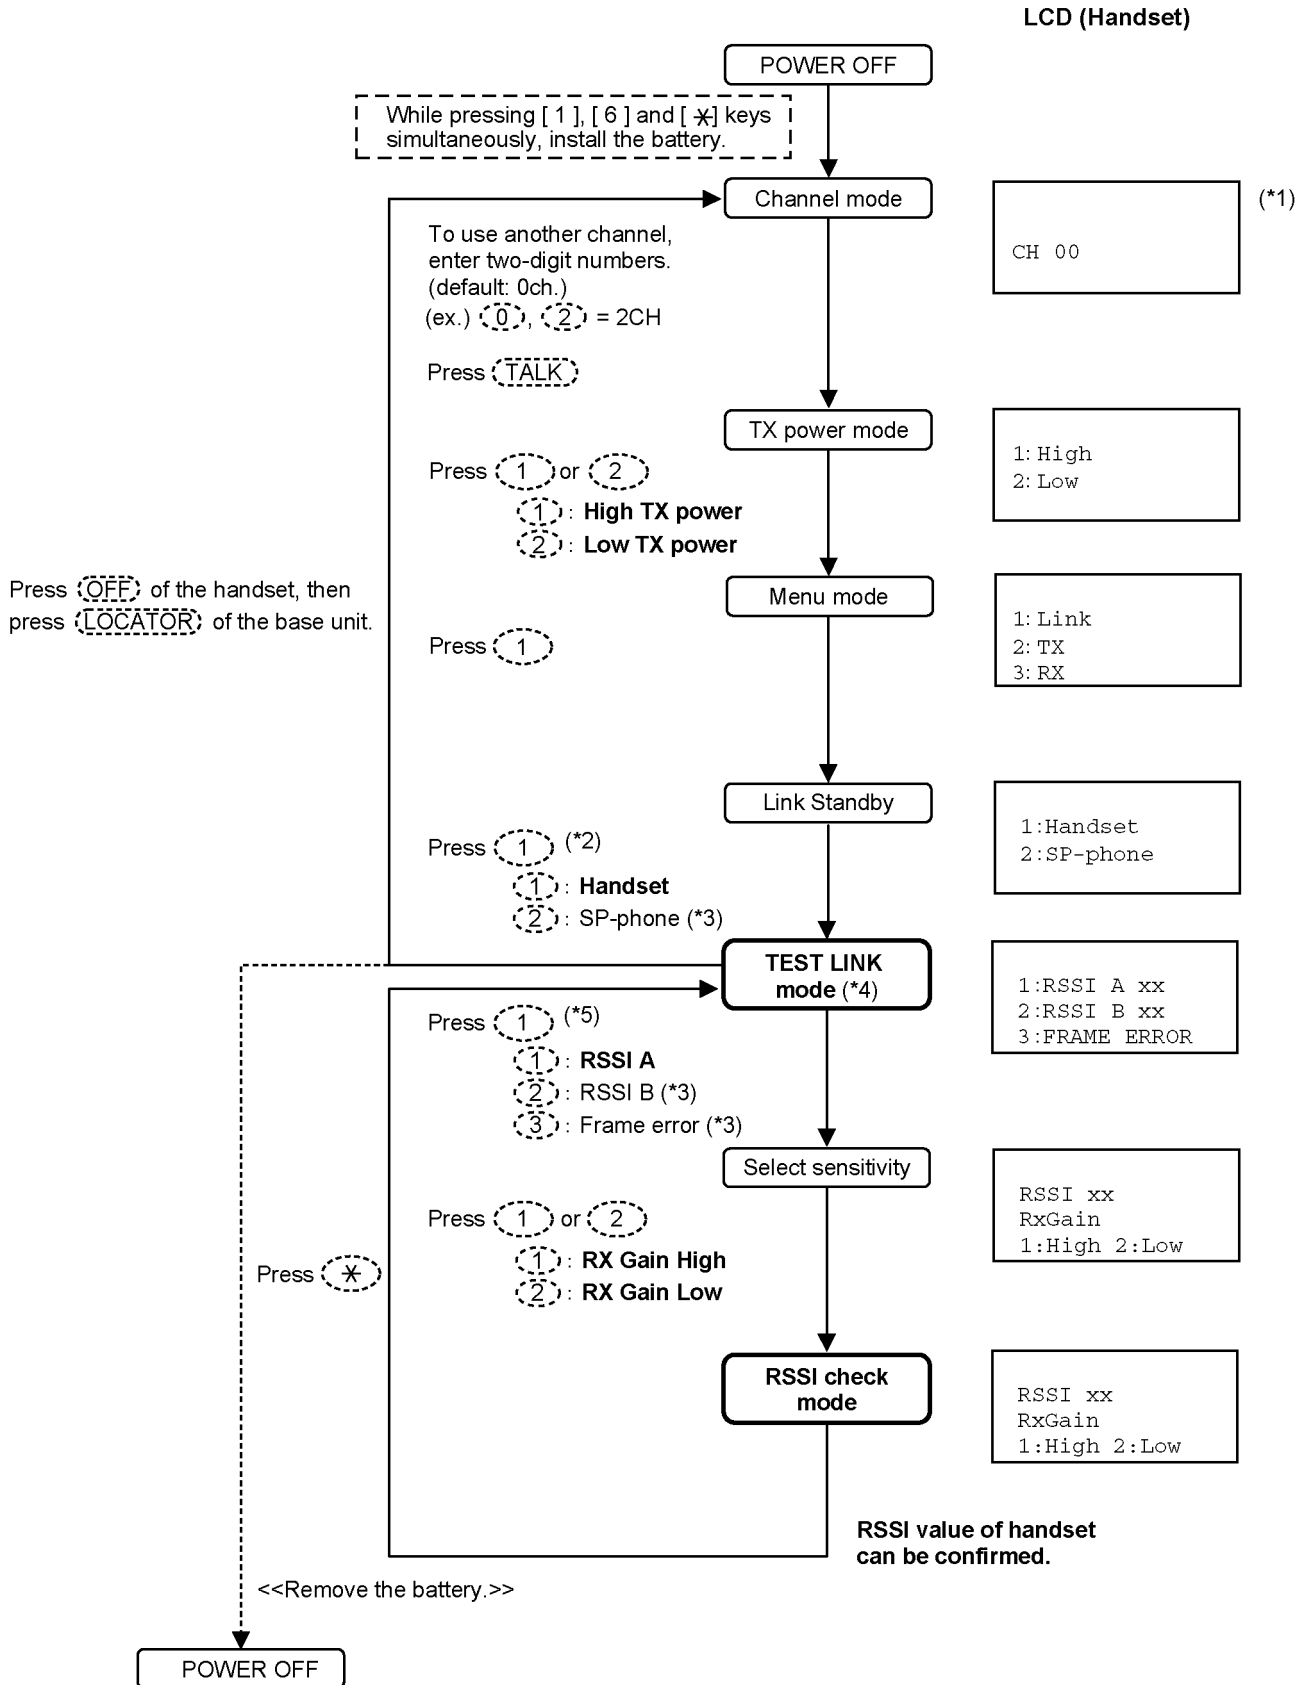 LCD (Handset)
POWER OFF
While pressing [ 1 ], [ 6 ] and [ * ] keys
simultaneously, install the battery.
Channel mode
(*1)
To use another channel,
enter two-digit numbers.
(default: 0ch.)
(ex.) 0, 2 = 2CH
CH 00
Press TALK
TX power mode
Press 1 or 2
1 : High TX power
2 : Low TX power
1: High
2: Low
Press OFF of the handset, then
press LOCATOR of the base unit.
Menu mode
Press 1
1: Link
2: TX
3: RX
Link Standby
Press 1 (*2)
1 : Handset
2 : SP-phone (*3)
1:Handset
2:SP-phone
TEST LINK
mode (*4)
Press 1 (*5)
1 : RSSI A
2 : RSSI B (*3)
3 : Frame error (*3)
1:RSSI A xx
2:RSSI B xx
3:FRAME ERROR
Select sensitivity
Press 1 or 2
1 : RX Gain High
2 : RX Gain Low
RSSI xx
RxGain
1:High 2:Low
Press *
RSSI check
mode
RSSI xx
RxGain
1:High 2:Low
RSSI value of handset
can be confirmed.
<<Remove the battery.>>
POWER OFF